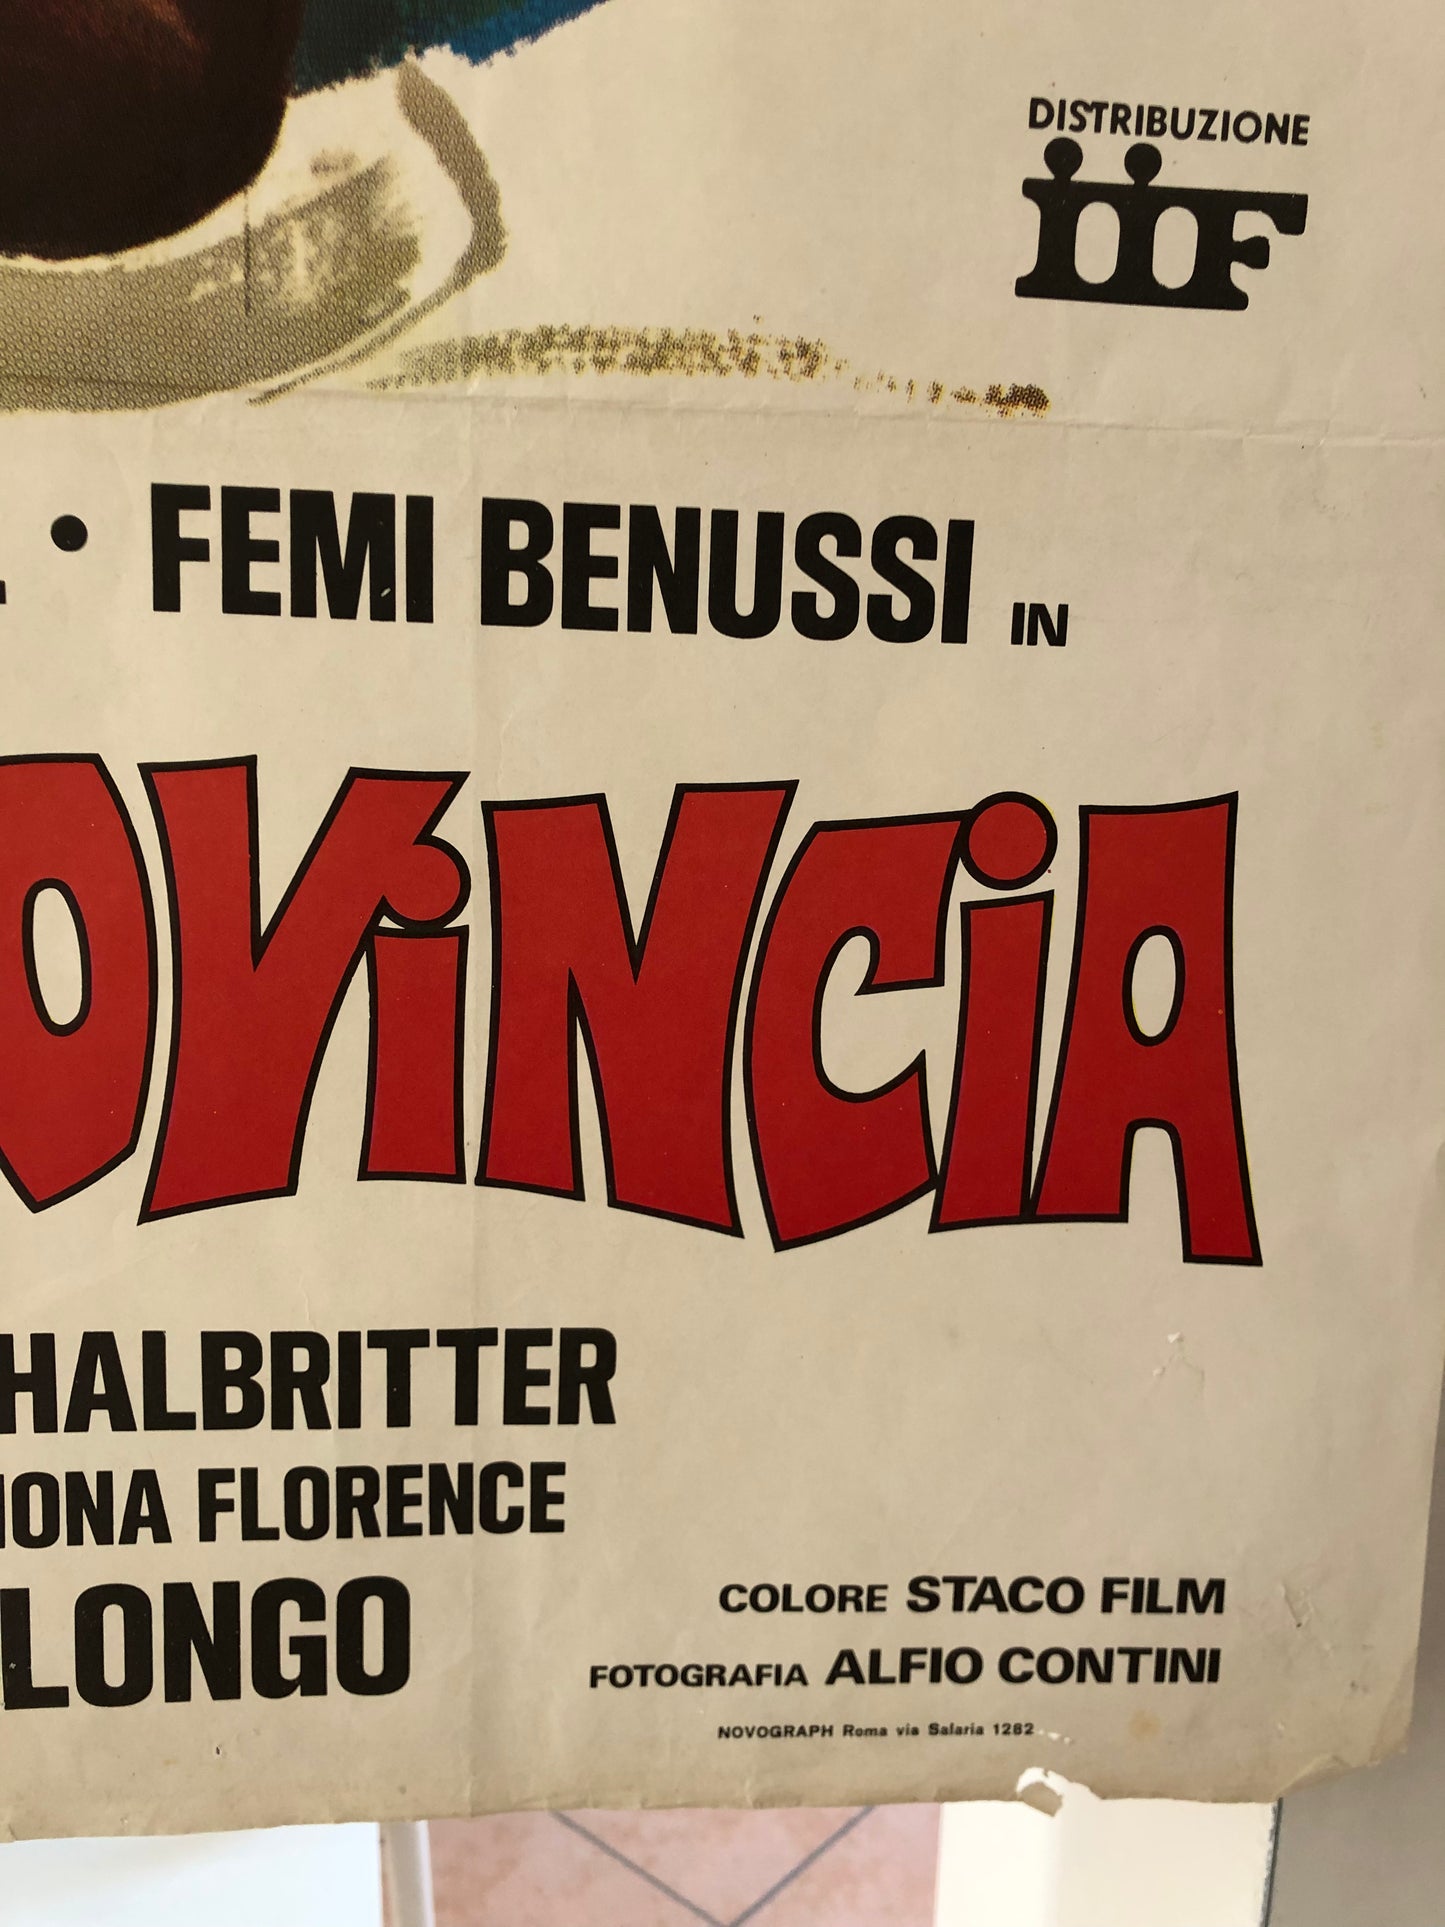 DISTRIBUZIONE
iiF
• FEMI BENUSSI IN
OViNCiA
HALBRITTER
FLORENCE
LONGO
COLORE STACO FILM
FOTOGRAFIA ALFIO CONTINI
NOVOGRAPH Roma via Salaria 1282